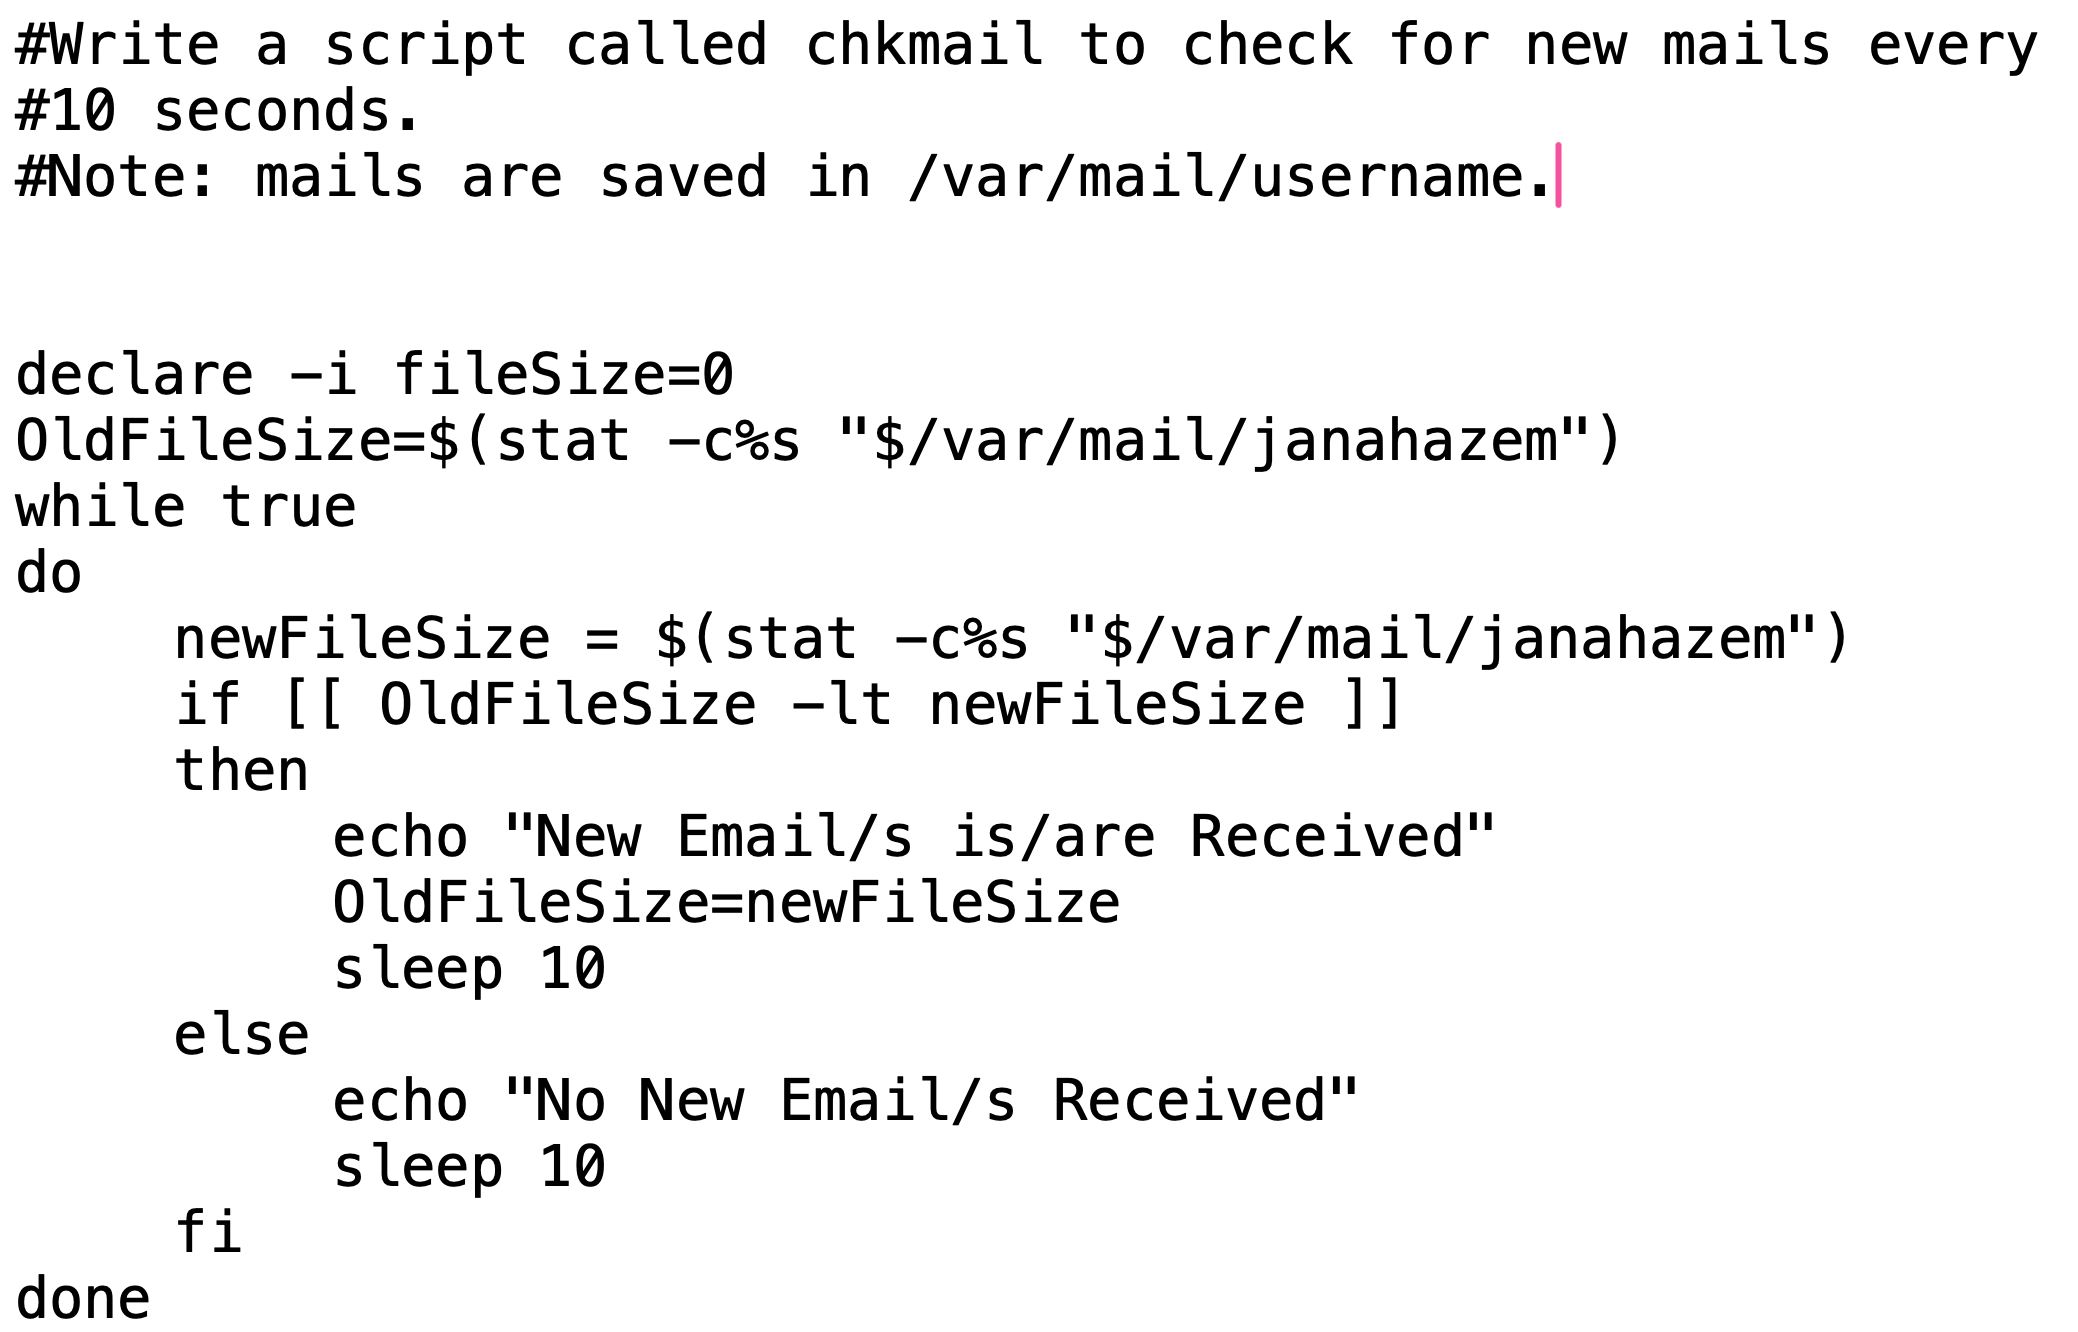 #Write a script called chkmail to check for new mails every
#10 seconds.
#Note: mails are saved in /var/mail/username.
declare -i fileSize=0
OldFileSize=$(stat -c%s "$/var/mail/janahazem")
while true
do
newFileSize = $(stat -c%s "$/var/mail/janahazem")
if [[ OldFileSize -lt newFileSize ]]
then
echo "New Email/s is/are Received"
OldFileSize=newFileSize
sleep 10
else
echo "No New Email/s Received"
sleep 10
fi
done